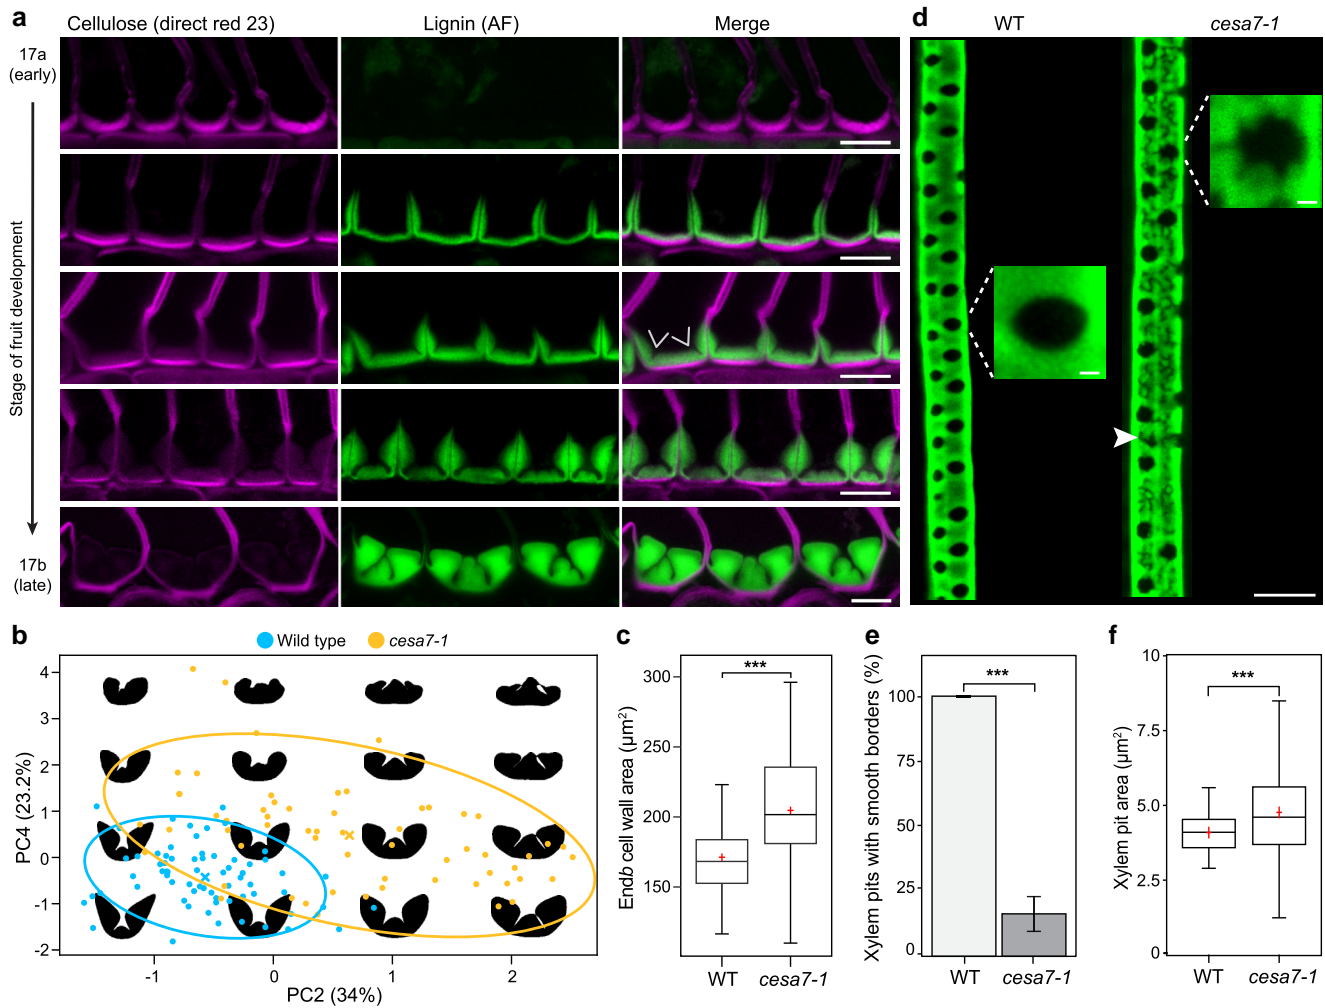 a
Cellulose (direct red 23)
Lignin (AF)
Merge
17a
(early)
Stage of fruit development
17b
(late)
d
WT
cesa7-1
b
Wild type
cesa7-1
4
3
2
1
0
-1
-2
PC4 (23.2%)
-1
0
1
2
PC2 (34%)
c
300
250
200
150
Endb cell wall area (µm²)
***
WT
cesa7-1
e
100
75
50
25
0
Xylem pits with smooth borders (%)
***
WT
cesa7-1
f
10
7.5
5.0
2.5
0
Xylem pit area (µm²)
***
WT
cesa7-1